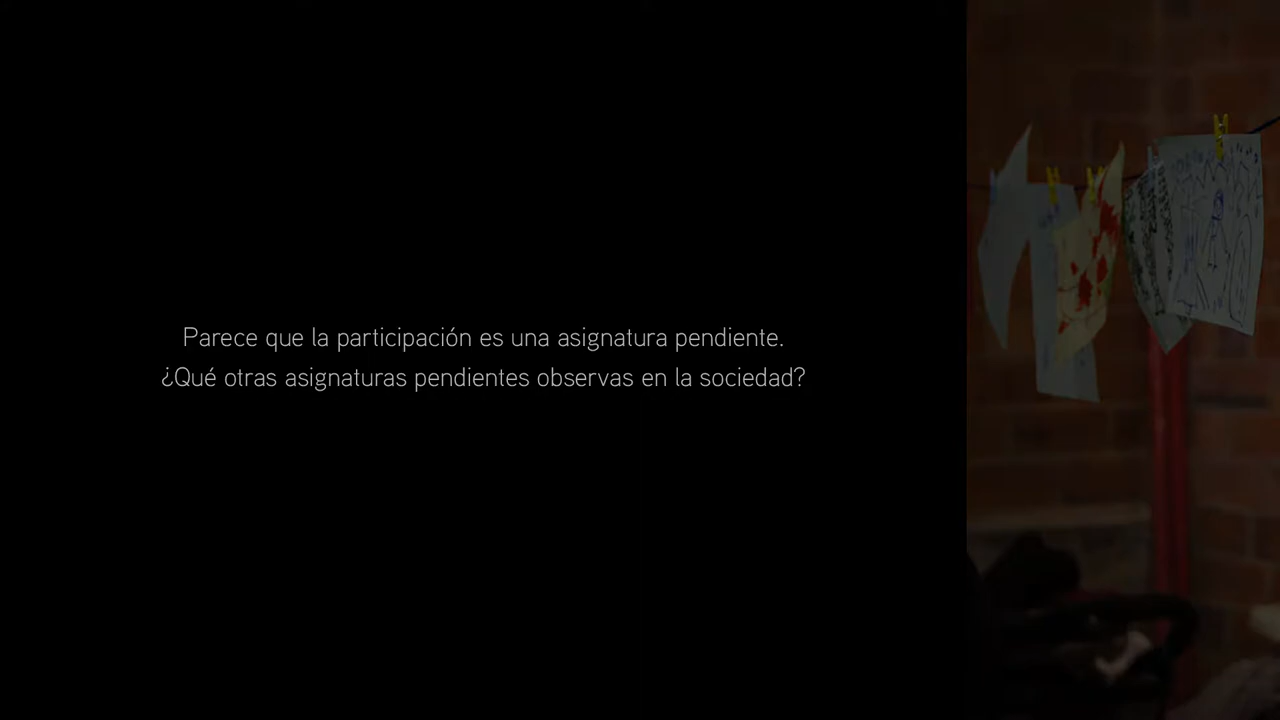 Parece que la participación es una asignatura pendiente.
¿Qué otras asignaturas pendientes observas en la sociedad?